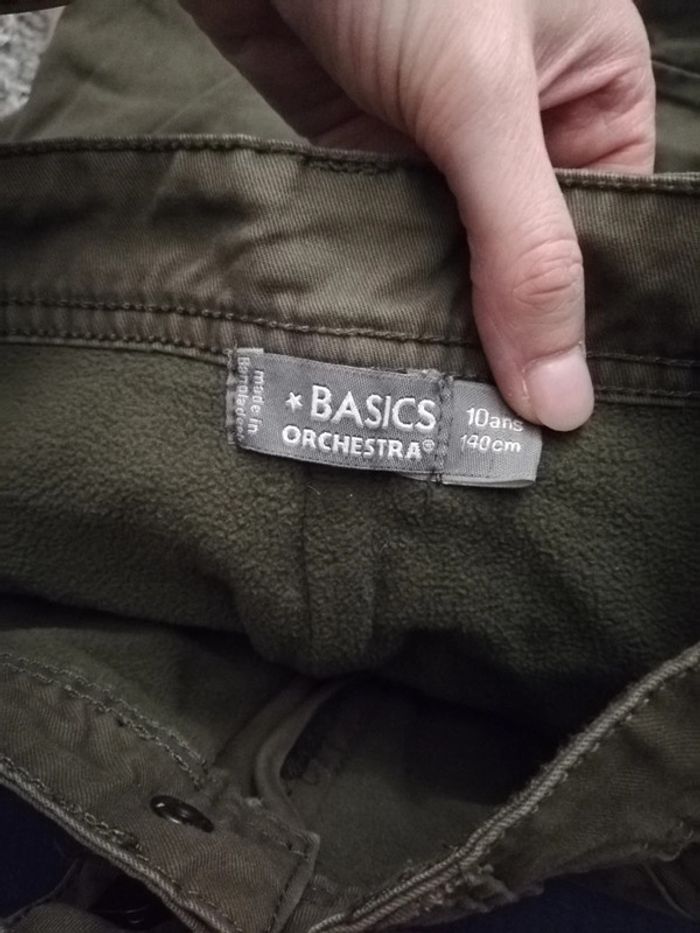 made in
Bangladesh
BASICS
ORCHESTRA®
10ans
140cm